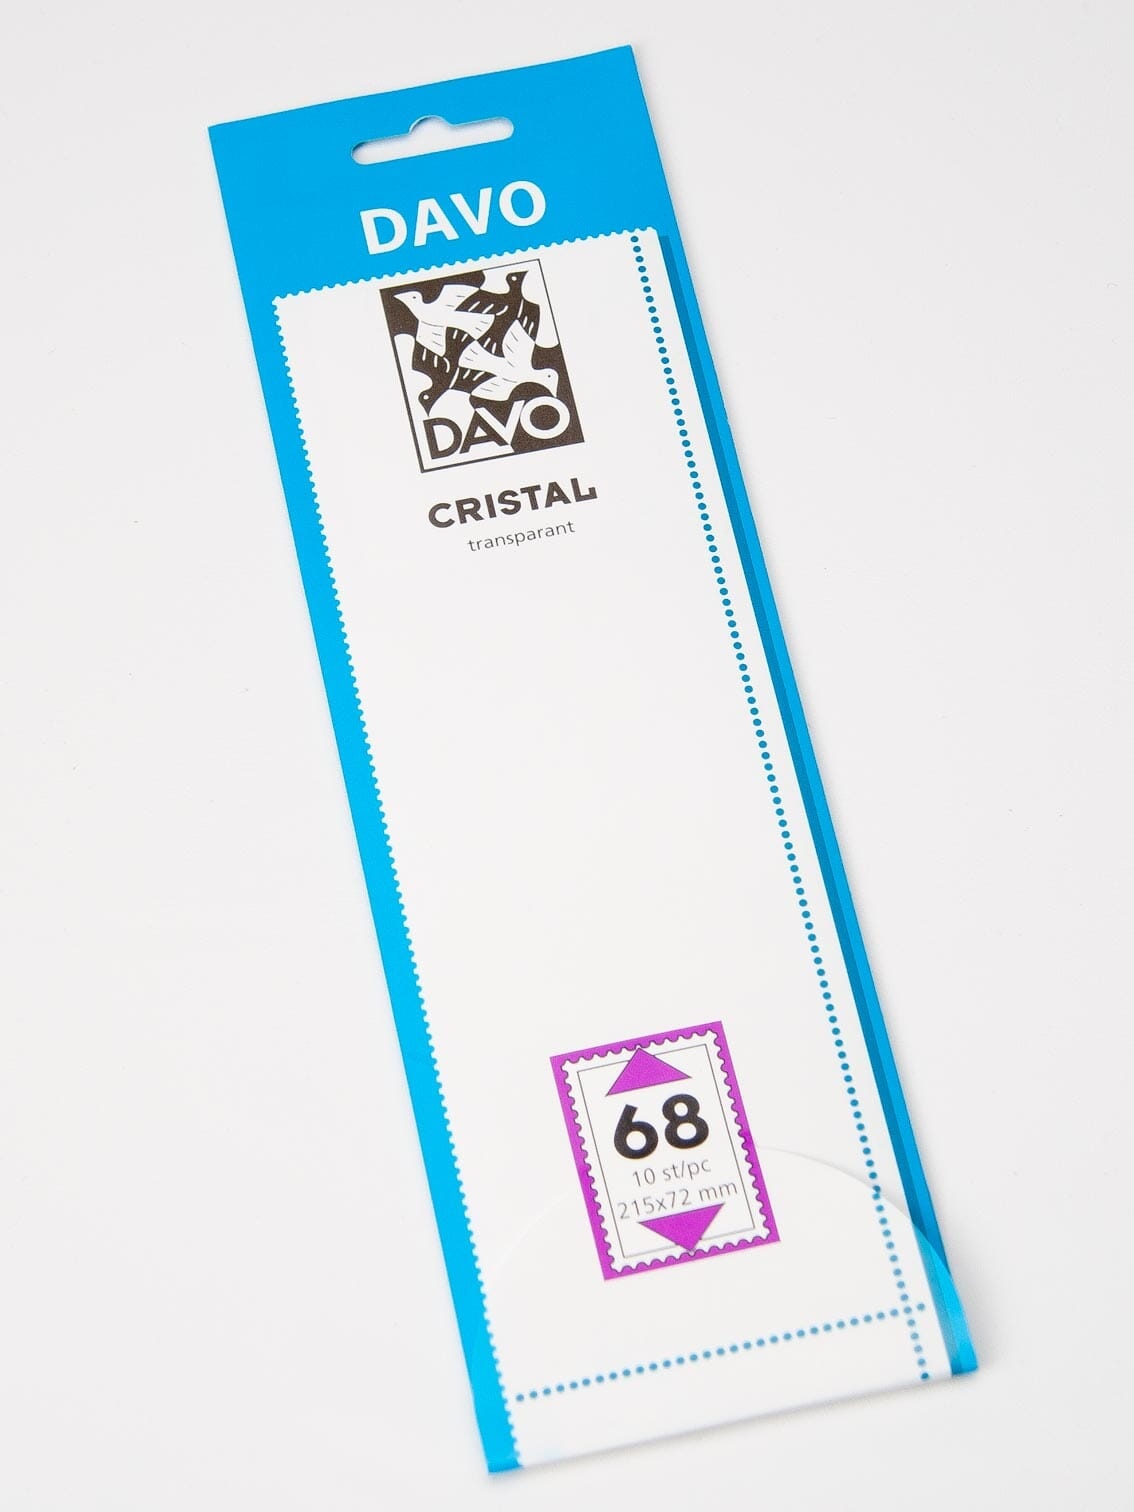 DAVO
DAVO
CRISTAL
transparant
68
10 st/pc
215x72 mm